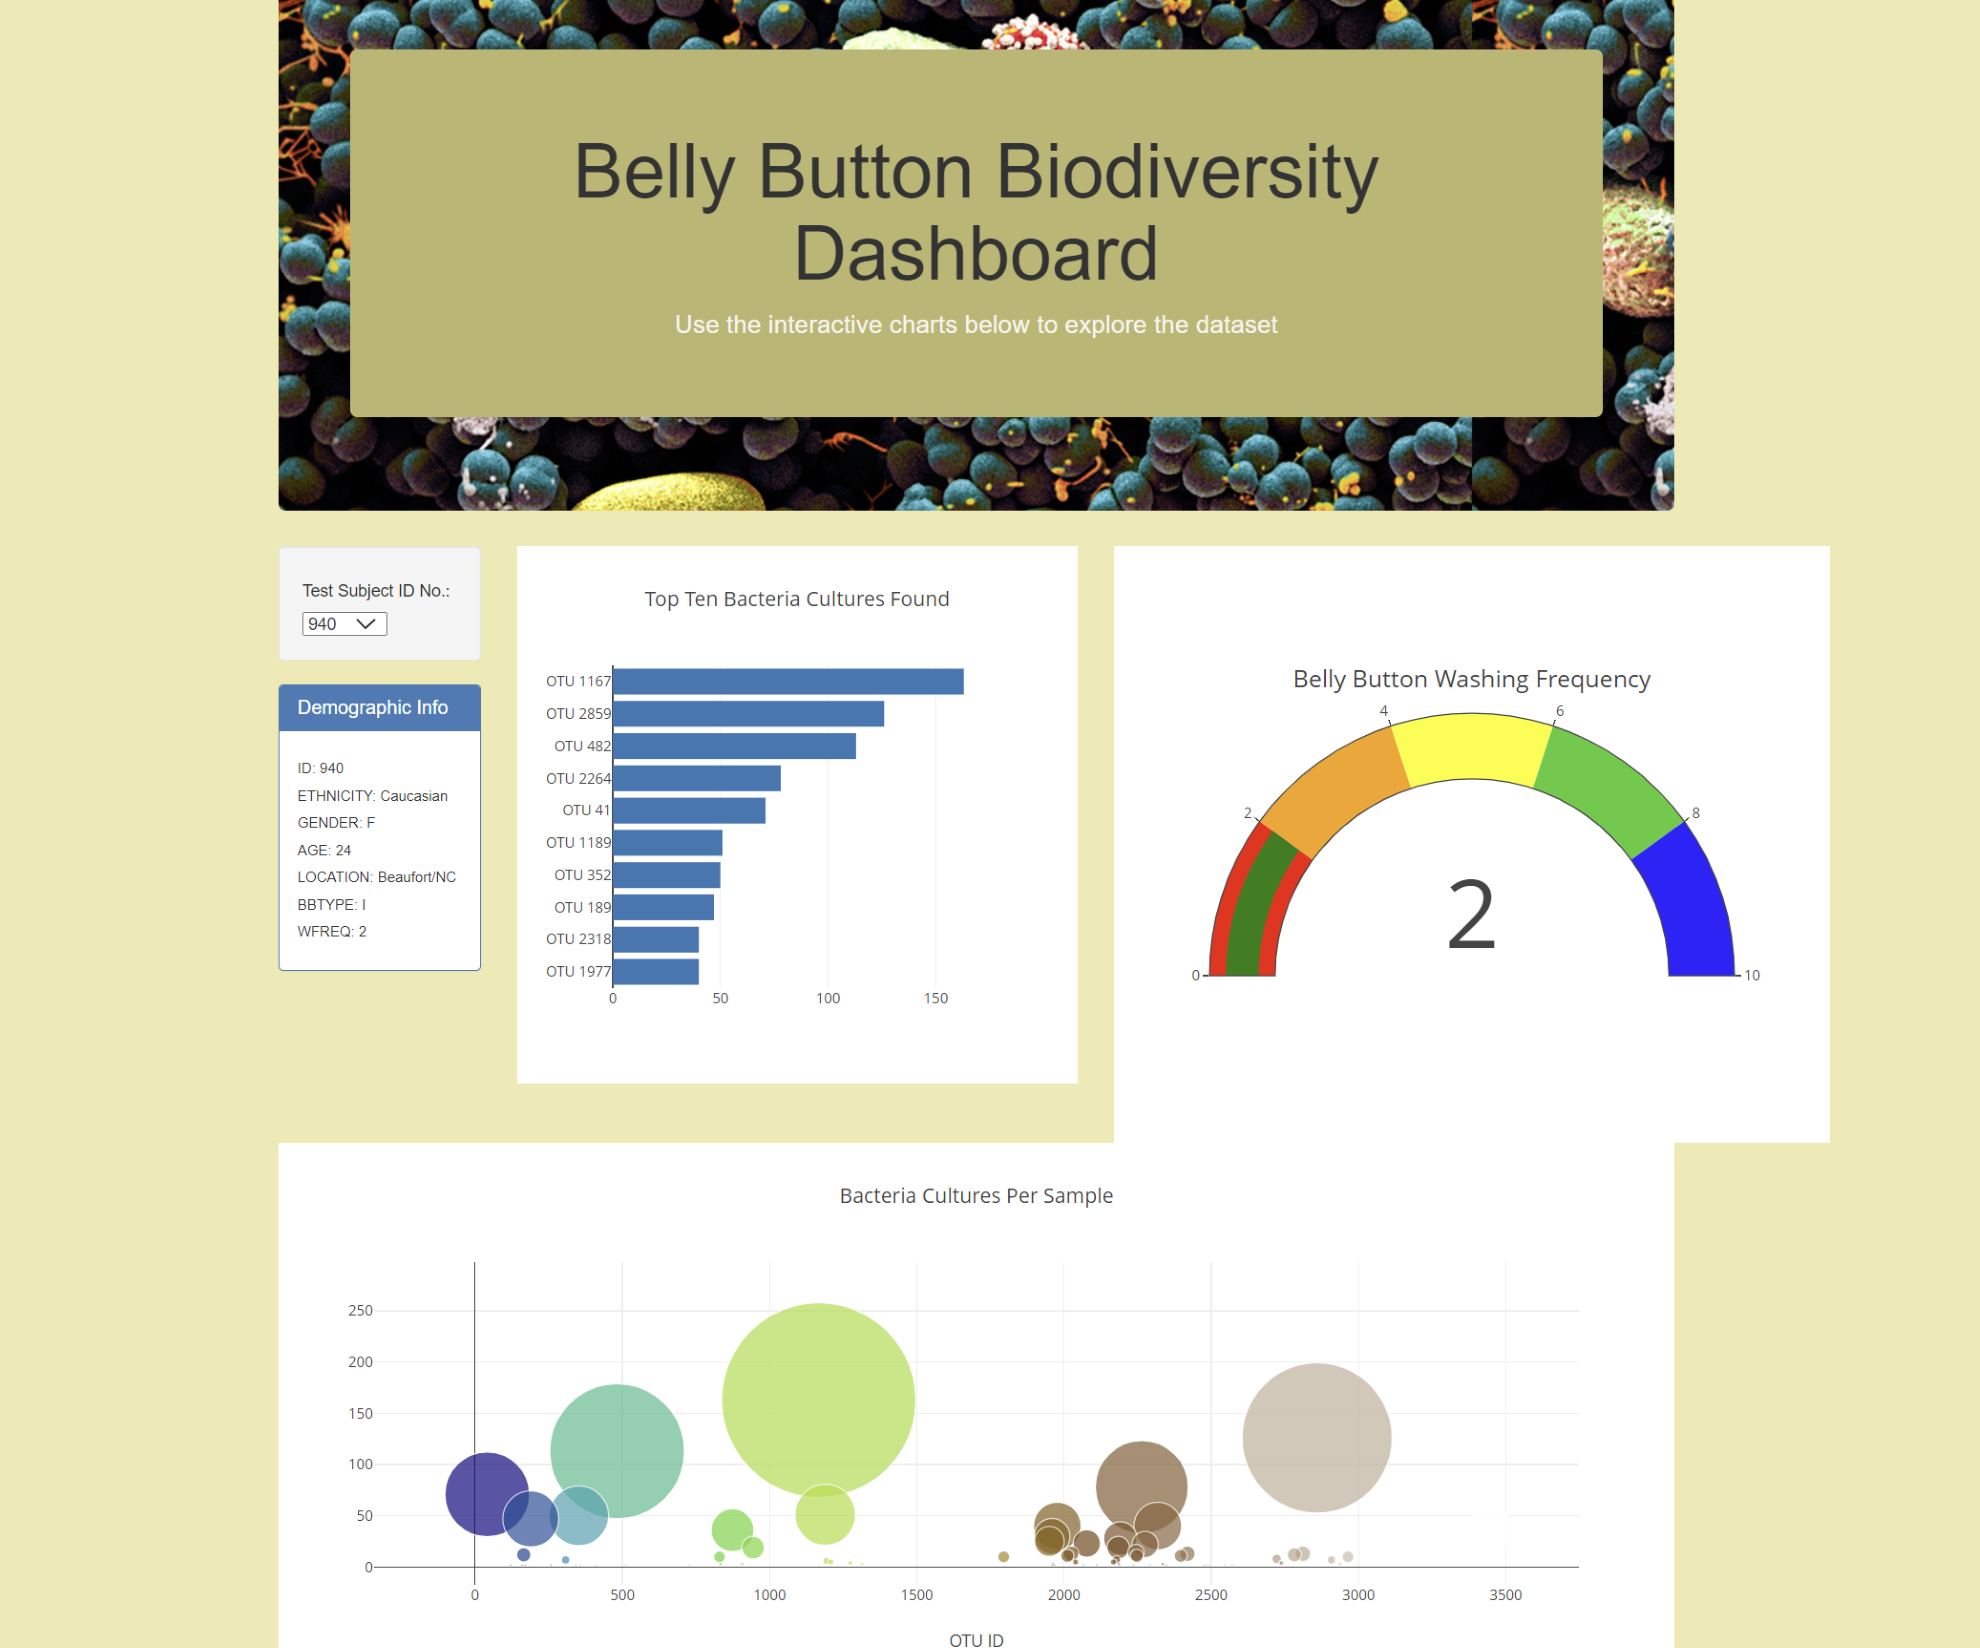 Belly Button Biodiversity
Dashboard
Use the interactive charts below to explore the dataset
Test Subject ID No.:
940
Demographic Info
ID: 940
ETHNICITY: Caucasian
GENDER: F
AGE: 24
LOCATION: Beaufort/NC
BBTYPE: I
WFREQ: 2
Top Ten Bacteria Cultures Found
OTU 1167
OTU 2859
OTU 482
OTU 2264
OTU 41
OTU 1189
OTU 352
OTU 189
OTU 2318
OTU 1977
0 50 100 150
Belly Button Washing Frequency
0 2 4 6 8 10
2
Bacteria Cultures Per Sample
250
200
150
100
50
0
0 500 1000 1500 2000 2500 3000 3500
OTU ID